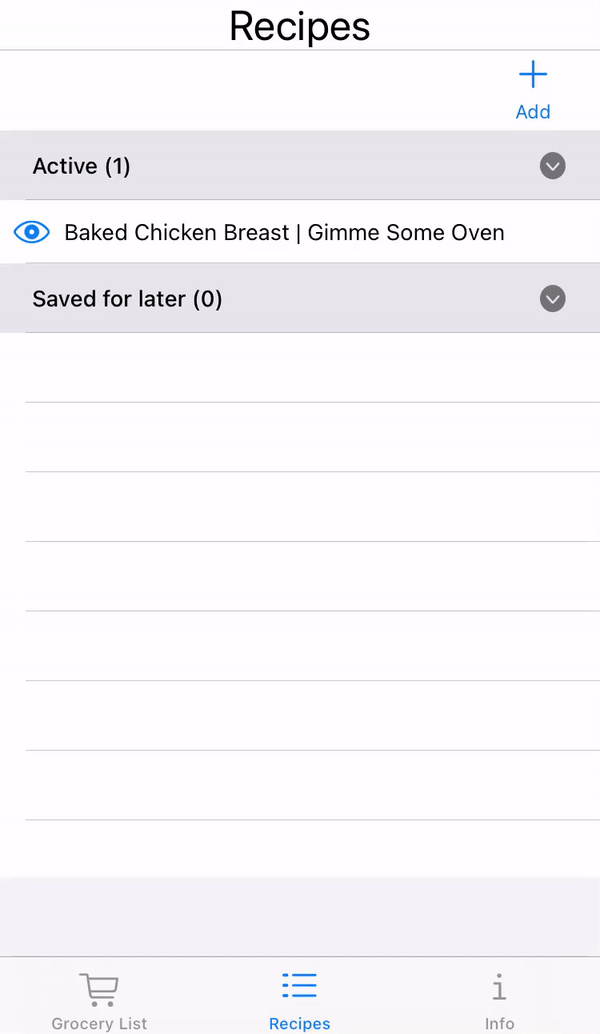 Recipes
Add
Active (1)
Baked Chicken Breast | Gimme Some Oven
Saved for later (0)
Grocery List
Recipes
Info